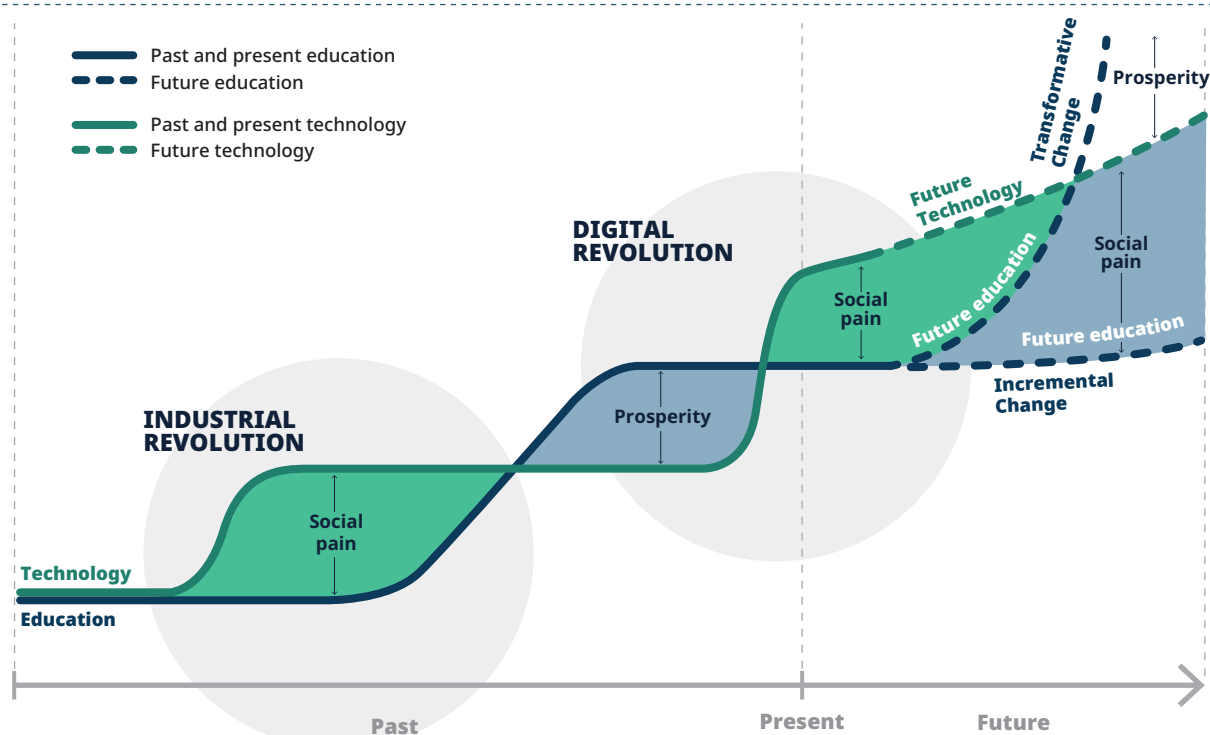 Past and present education
Future education
Past and present technology
Future technology
Transformative
Change
Prosperity
Future
Technology
DIGITAL
REVOLUTION
Social
pain
Future education
Social
pain
Future education
Incremental
Change
Prosperity
INDUSTRIAL
REVOLUTION
Social
pain
Technology
Education
Past
Present
Future